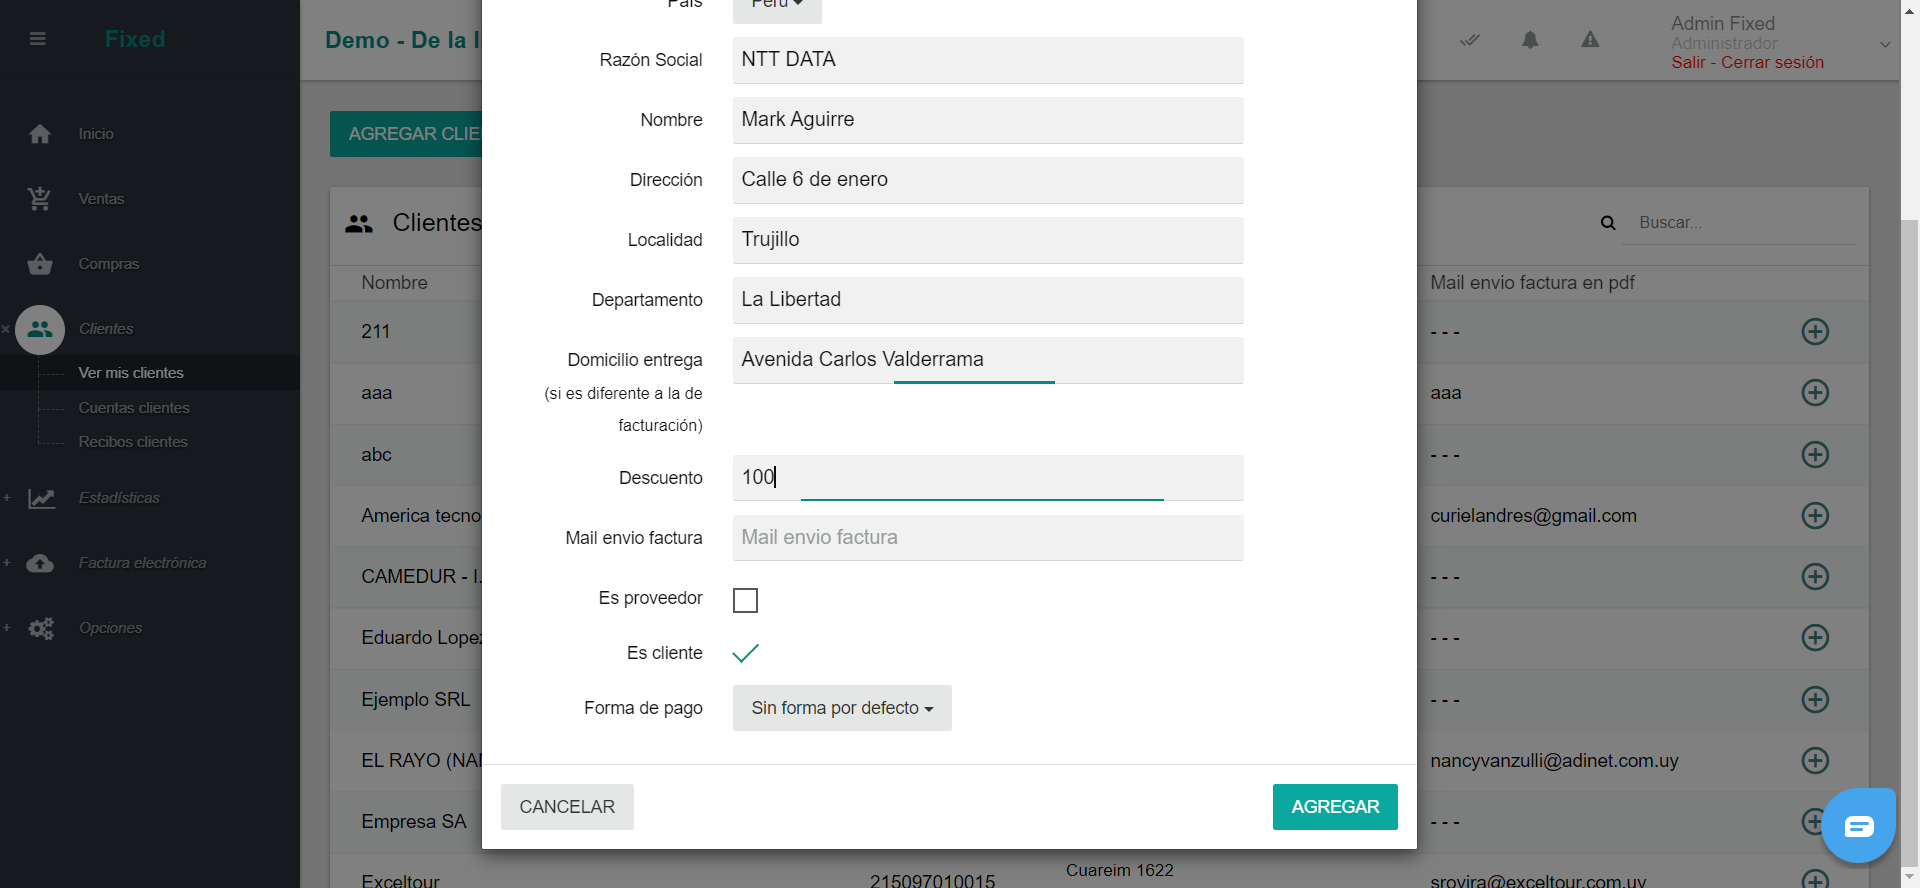 Fixed
Demo - De la l
Admin Fixed
Administrador
Salir - Cerrar sesión
Inicio
Ventas
Compras
Clientes
Ver mis clientes
Cuentas clientes
Recibos clientes
Estadísticas
Factura electrónica
Opciones
AGREGAR CLIE
Clientes
Buscar...
Nombre
Mail envio factura en pdf
211
- - -
aaa
aaa
abc
- - -
America tecno
curielandres@gmail.com
CAMEDUR - I.
- - -
Eduardo Lopez
- - -
Ejemplo SRL
- - -
EL RAYO (NAN
nancyvanzulli@adinet.com.uy
Empresa SA
- - -
Exceltour
215097010015
Cuareim 1622
srovira@exceltour.com.uy
País
Perú
Razón Social
NTT DATA
Nombre
Mark Aguirre
Dirección
Calle 6 de enero
Localidad
Trujillo
Departamento
La Libertad
Domicilio entrega
(si es diferente a la de
facturación)
Avenida Carlos Valderrama
Descuento
100
Mail envio factura
Mail envio factura
Es proveedor
Es cliente
Forma de pago
Sin forma por defecto
CANCELAR
AGREGAR